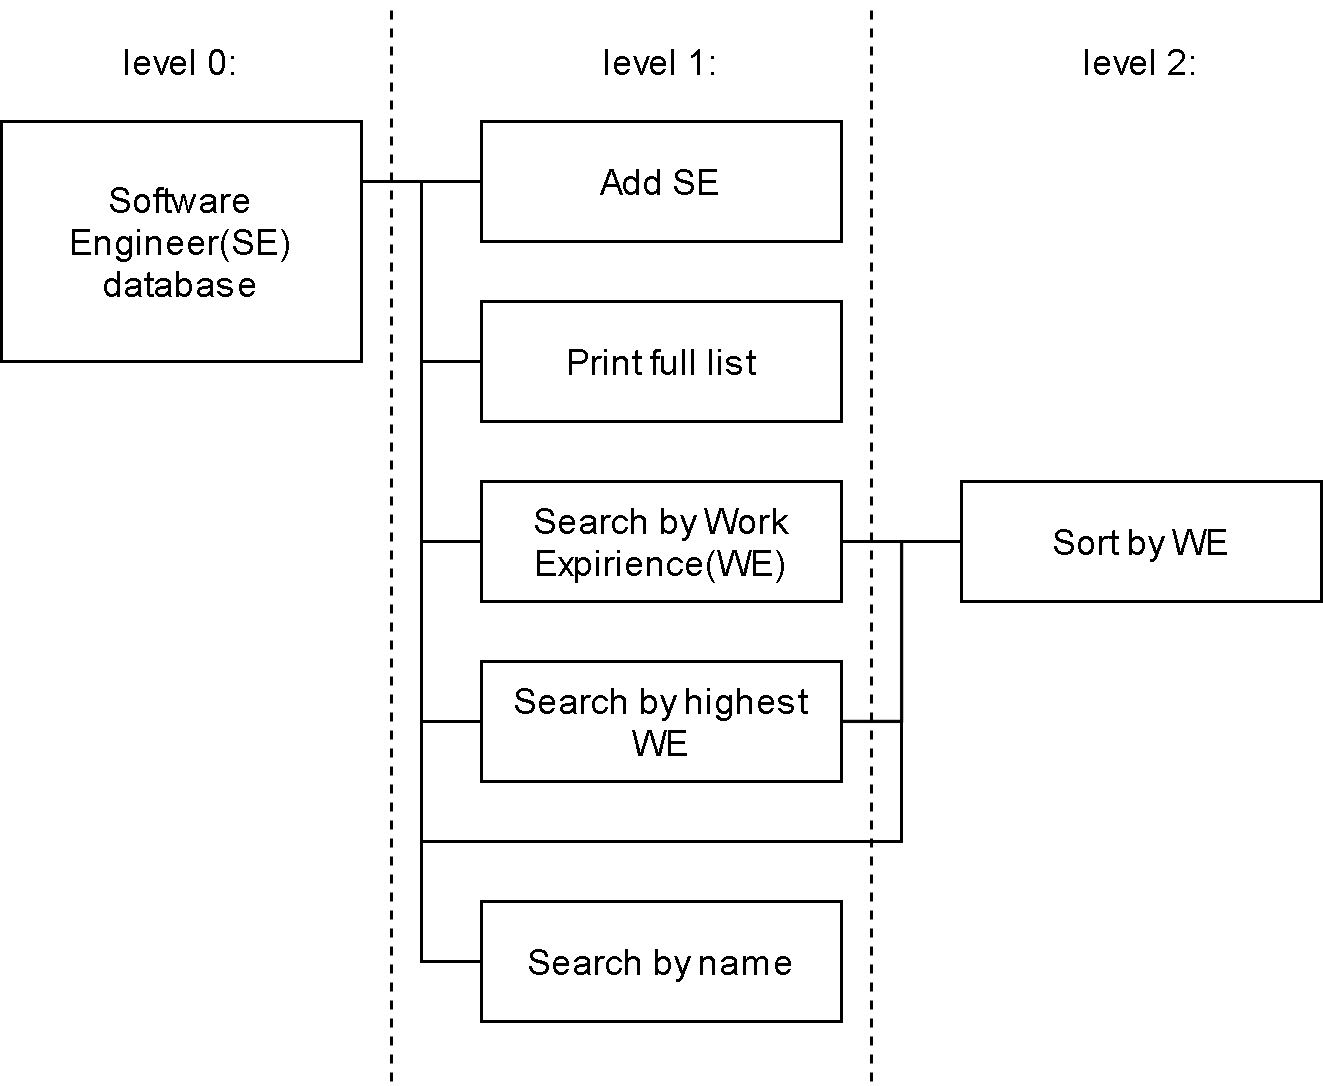 level 0:
level 1:
level 2:
Software
Engineer(SE)
database
Add SE
Print full list
Search by Work
Expirience(WE)
Sort by WE
Search by highest
WE
Search by name